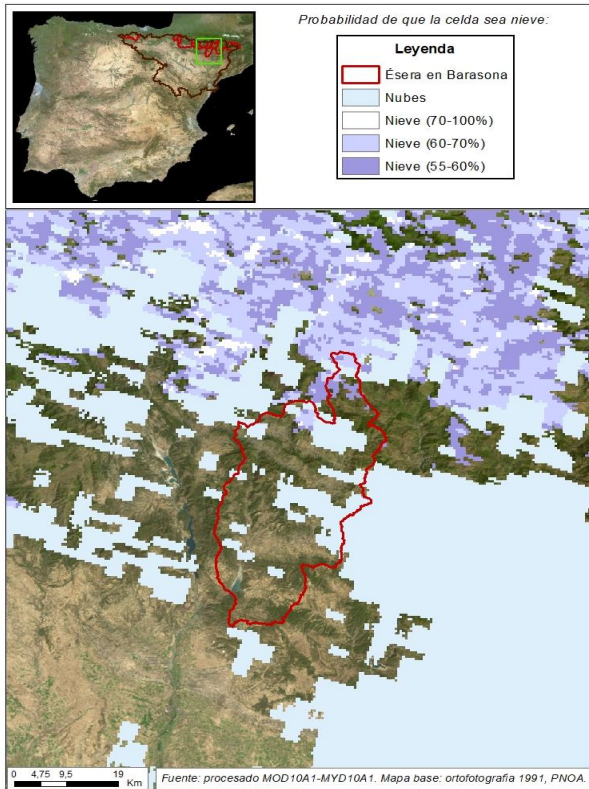 Probabilidad de que la celda sea nieve:
Leyenda
Ésera en Barasona
Nubes
Nieve (70-100%)
Nieve (60-70%)
Nieve (55-60%)
0 4,75 9,5 19
Km
Fuente: procesado MOD10A1-MYD10A1. Mapa base: ortofotografia 1991, PNOA.